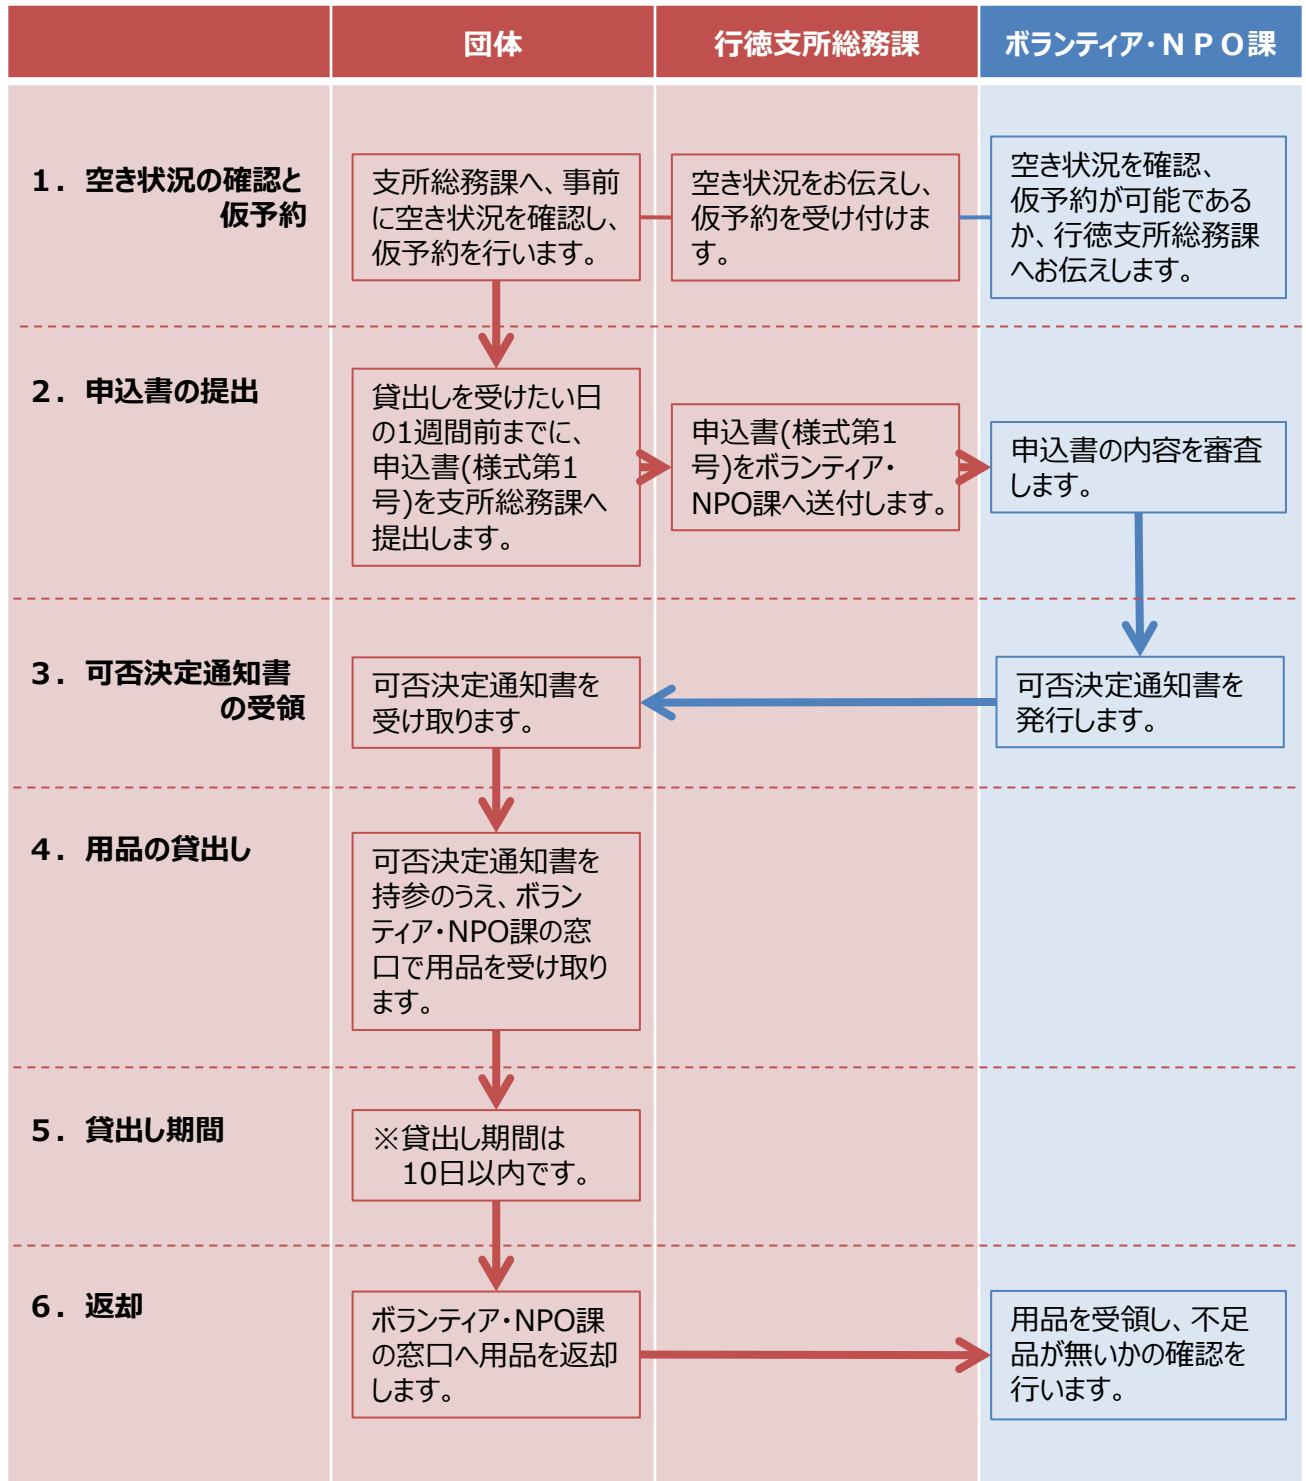 団体
行徳支所総務課
ボランティア・ＮＰＯ課
１．空き状況の確認と
仮予約
支所総務課へ、事前
に空き状況を確認し、
仮予約を行います。
空き状況をお伝えし、
仮予約を受け付けま
す。
空き状況を確認、
仮予約が可能である
か、行徳支所総務課
へお伝えします。
２．申込書の提出
貸出しを受けたい日
の1週間前までに、
申込書(様式第1
号)を支所総務課へ
提出します。
申込書(様式第1
号)をボランティア・
NPO課へ送付します。
申込書の内容を審査
します。
３．可否決定通知書
の受領
可否決定通知書を
受け取ります。
可否決定通知書を
発行します。
４．用品の貸出し
可否決定通知書を
持参のうえ、ボラン
ティア・NPO課の窓
口で用品を受け取り
ます。
５．貸出し期間
※貸出し期間は
10日以内です。
６．返却
ボランティア・NPO課
の窓口へ用品を返却
します。
用品を受領し、不足
品が無いかの確認を
行います。